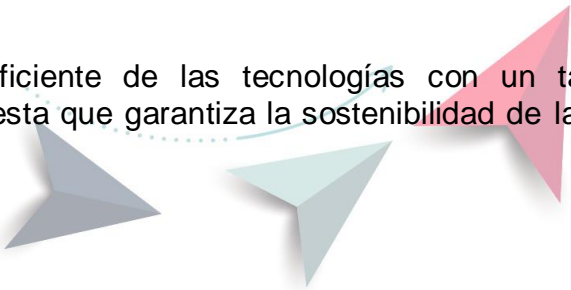 ficiente de las tecnologías con un ta
esta que garantiza la sostenibilidad de la